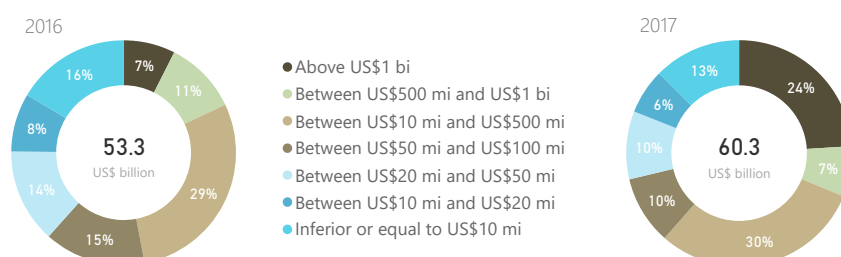 2016
7%
11%
29%
15%
14%
8%
16%
53.3
US$ billion
Above US$1 bi
Between US$500 mi and US$1 bi
Between US$10 mi and US$500 mi
Between US$50 mi and US$100 mi
Between US$20 mi and US$50 mi
Between US$10 mi and US$20 mi
Inferior or equal to US$10 mi
2017
24%
7%
30%
10%
10%
6%
13%
60.3
US$ billion